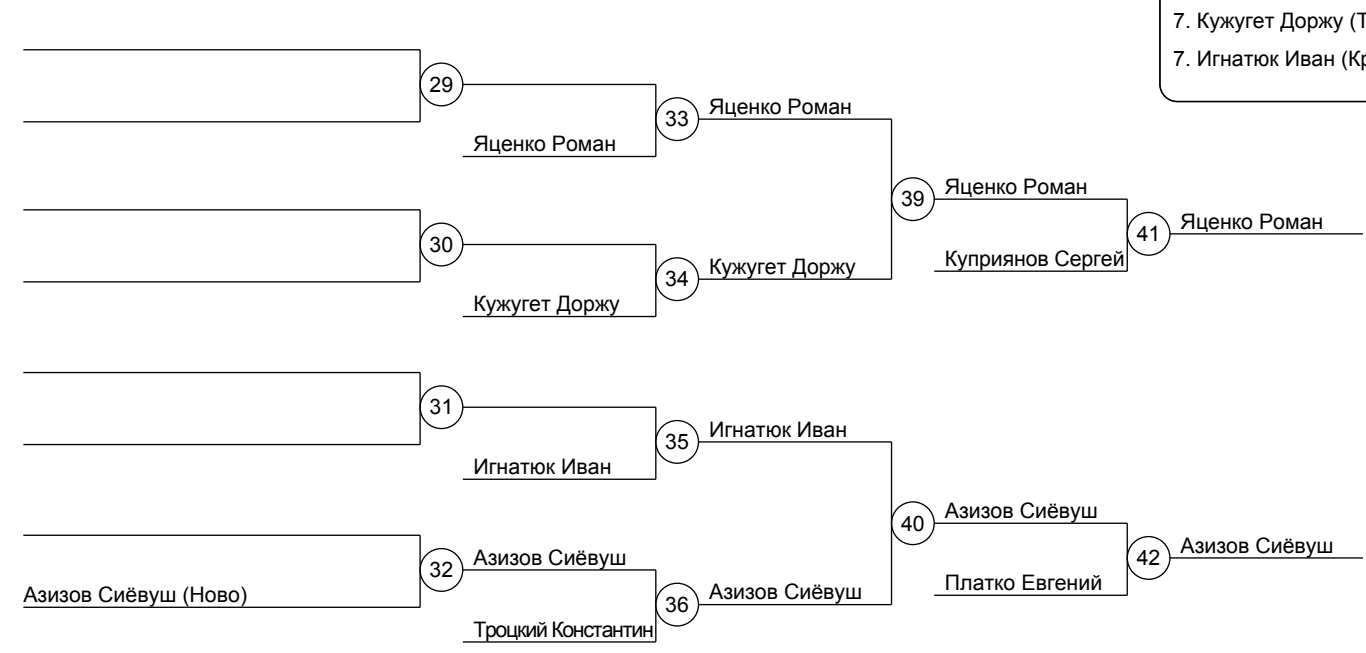 7. Кужугет Доржу (Т
7. Игнатюк Иван (Кр
29
33
Яценко Роман
Яценко Роман
39
Яценко Роман
41
Яценко Роман
30
34
Кужугет Доржу
Куприянов Сергей
Кужугет Доржу
31
35
Игнатюк Иван
Игнатюк Иван
40
Азизов Сиёвуш
42
Азизов Сиёвуш
32
Азизов Сиёвуш
Платко Евгений
Азизов Сиёвуш (Ново)
36
Азизов Сиёвуш
Троцкий Константин